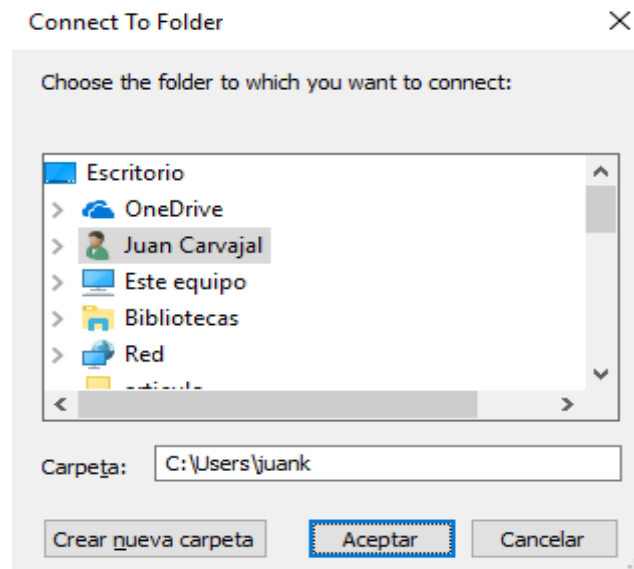 Connect To Folder
Choose the folder to which you want to connect:
Escritorio
OneDrive
Juan Carvajal
Este equipo
Bibliotecas
Red
Carpeta: C:\Users\juank
Crear nueva carpeta Aceptar Cancelar